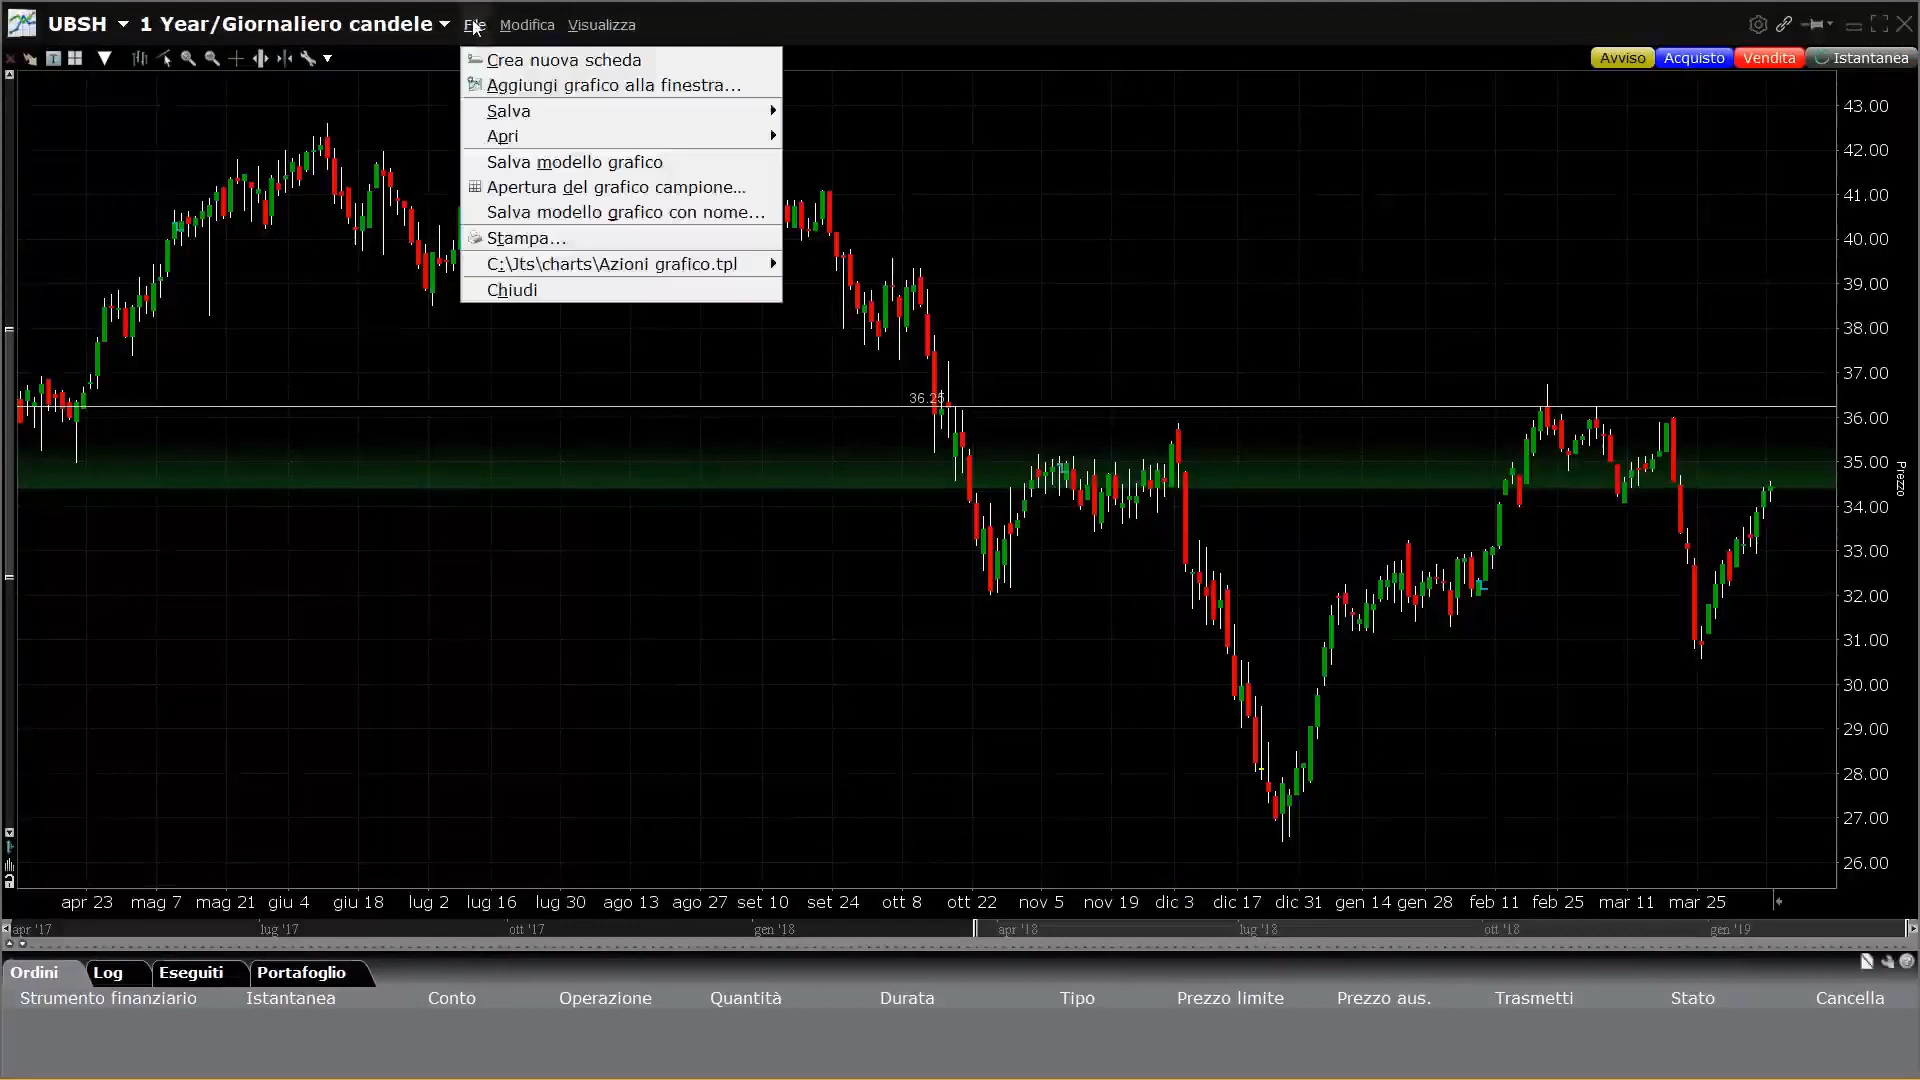 UBSH 1 Year/Giornaliero candele File Modifica Visualizza
Avviso Acquisto Vendita Istantanea
Crea nuova scheda
Aggiungi grafico alla finestra...
Salva
Apri
Salva modello grafico
Apertura del grafico campione...
Salva modello grafico con nome...
Stampa...
C:\Jts\charts\Azioni grafico.tpl
Chiudi
36.25
43.00
42.00
41.00
40.00
39.00
38.00
37.00
36.00
35.00
34.00
33.00
32.00
31.00
30.00
29.00
28.00
27.00
26.00
Prezzo
apr 23 mag 7 mag 21 giu 4 giu 18 lug 2 lug 16 lug 30 ago 13 ago 27 set 10 set 24 ott 8 ott 22 nov 5 nov 19 dic 3 dic 17 dic 31 gen 14 gen 28 feb 11 feb 25 mar 11 mar 25
apr '17 lug '17 ott '17 gen '18 apr '18 lug '18 ott '18 gen '19
Ordini Log Eseguiti Portafoglio
Strumento finanziario Istantanea Conto Operazione Quantità Durata Tipo Prezzo limite Prezzo aus. Trasmetti Stato Cancella